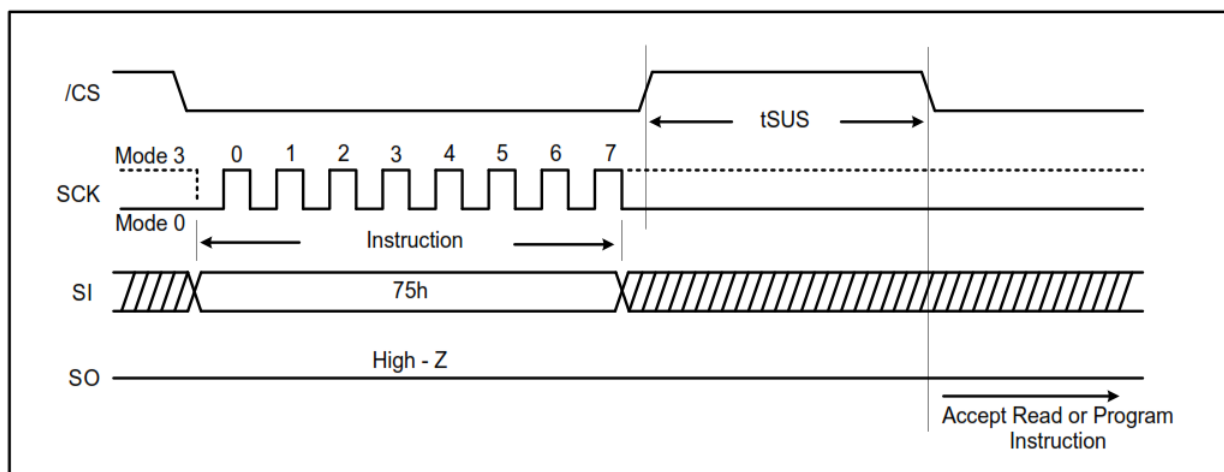 /CS
tSUS
Mode 3
0 1 2 3 4 5 6 7
SCK
Mode 0
Instruction
SI
75h
High - Z
SO
Accept Read or Program
Instruction